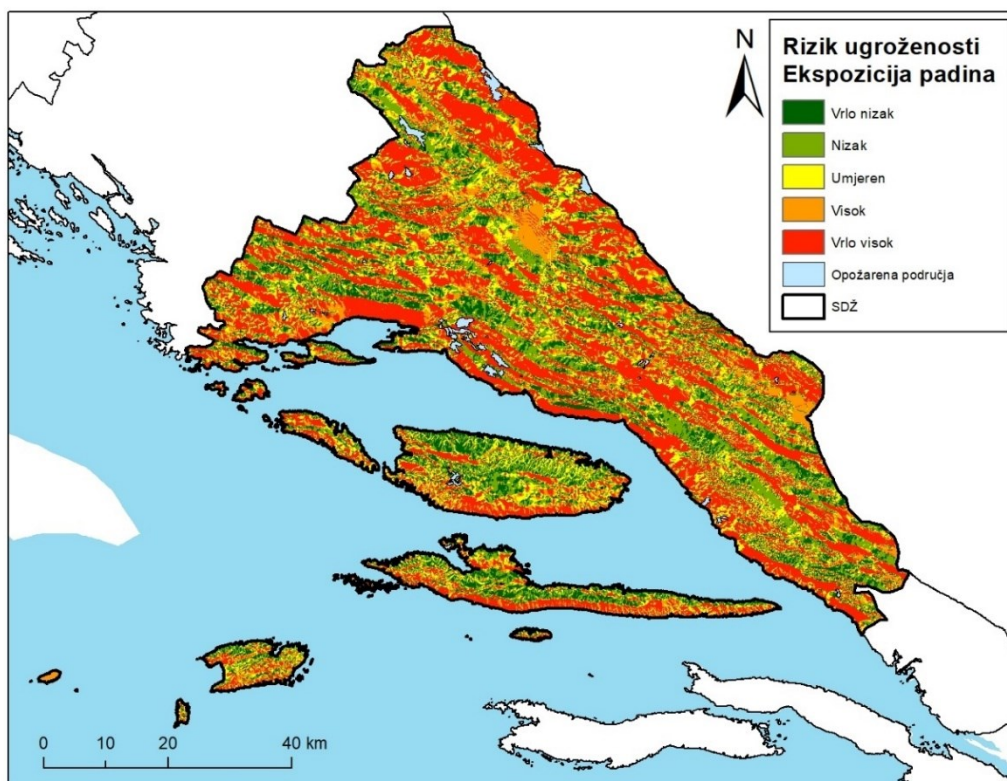 N
Rizik ugroženosti
Ekspozicija padina
Vrlo nizak
Nizak
Umjeren
Visok
Vrlo visok
Opožarena područja
SDŽ
0 10 20 40 km